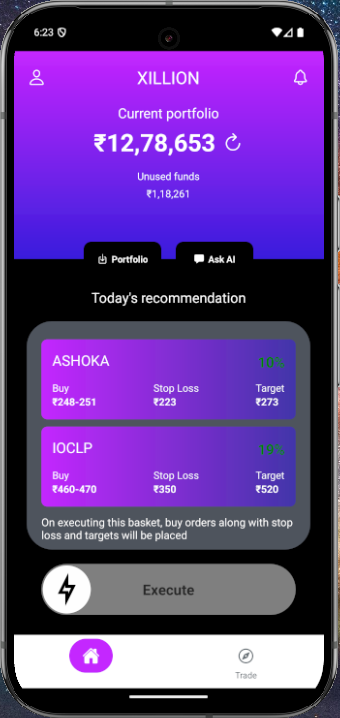 6:23
XILLION
Current portfolio
₹12,78,653
Unused funds
₹1,18,261
Portfolio
Ask AI
Today's recommendation
ASHOKA 10%
Buy Stop Loss Target
₹248-251 ₹223 ₹273
IOCLP 19%
Buy Stop Loss Target
₹460-470 ₹350 ₹520
On executing this basket, buy orders along with stop
loss and targets will be placed
Execute
Trade